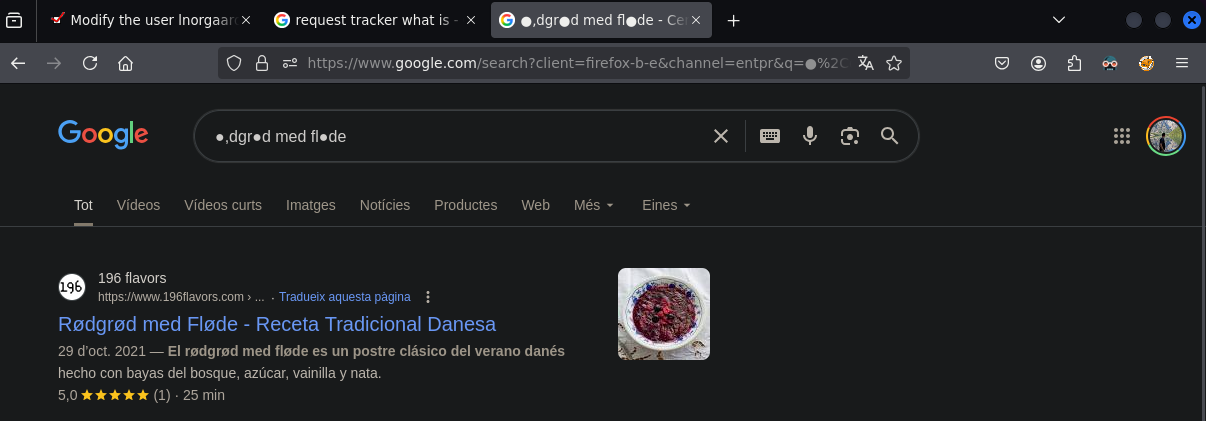 Modify the user lnorgaard
request tracker what is -
●,dgr●d med fl●de - Cer
https://www.google.com/search?client=firefox-b-e&channel=entpr&q=●%2C
Google
●,dgr●d med fl●de
Tot Vídeos Vídeos curts Imatges Notícies Productes Web Més Eines
196
196 flavors
https://www.196flavors.com › ... · Tradueix aquesta pàgina
Rødgrød med Fløde - Receta Tradicional Danesa
29 d'oct. 2021 — El rødgrød med fløde es un postre clásico del verano danés
hecho con bayas del bosque, azúcar, vainilla y nata.
5,0 ★★★★★ (1) · 25 min